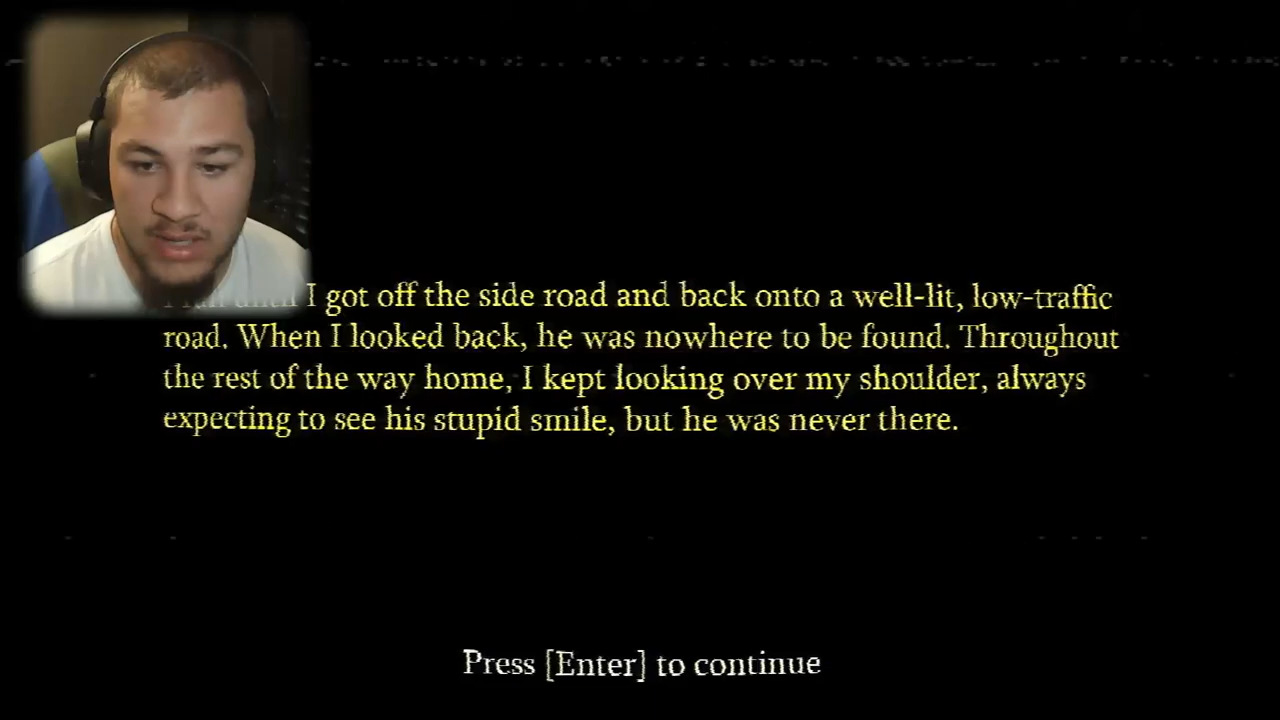 I got off the side road and back onto a well-lit, low-traffic
road. When I looked back, he was nowhere to be found. Throughout
the rest of the way home, I kept looking over my shoulder, always
expecting to see his stupid smile, but he was never there.
Press [Enter] to continue